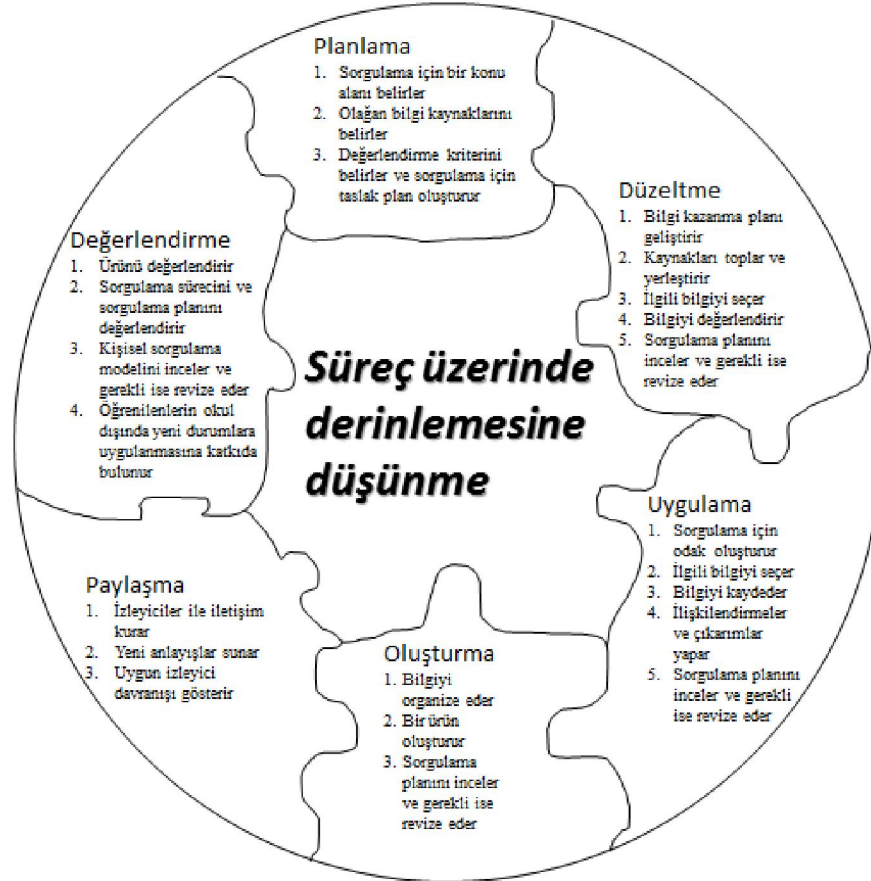 Planlama
1. Sorgulama için bir konu
alanı belirler
2. Olağan bilgi kaynaklarını
belirler
3. Değerlendirme kriterini
belirler ve sorgulama için
taslak plan oluşturur
Düzeltme
1. Bilgi kazanma planı
geliştirir
2. Kaynakları toplar ve
yerleştirir
3. İlgili bilgiyi seçer
4. Bilgiyi değerlendirir
5. Sorgulama planını
inceler ve gerekli ise
revize eder
Uygulama
1. Sorgulama için
odak oluşturur
2. İlgili bilgiyi seçer
3. Bilgiyi kaydeder
4. İlişkilendirmeler
ve çıkarımlar
yapar
5. Sorgulama planını
inceler ve gerekli
ise revize eder
Oluşturma
1. Bilgiyi
organize eder
2. Bir ürün
oluşturur
3. Sorgulama
planını inceler
ve gerekli ise
revize eder
Paylaşma
1. İzleyiciler ile iletişim
kurar
2. Yeni anlayışlar sunar
3. Uygun izleyici
davranışı gösterir
Değerlendirme
1. Ürünü değerlendirir
2. Sorgulama sürecini ve
sorgulama planını
değerlendirir
3. Kişisel sorgulama
modelini inceler ve
gerekli ise revize eder
4. Öğrenilenlerin okul
dışında yeni durumlara
uygulanmasına katkıda
bulunur
Süreç üzerinde
derinlemesine
düşünme